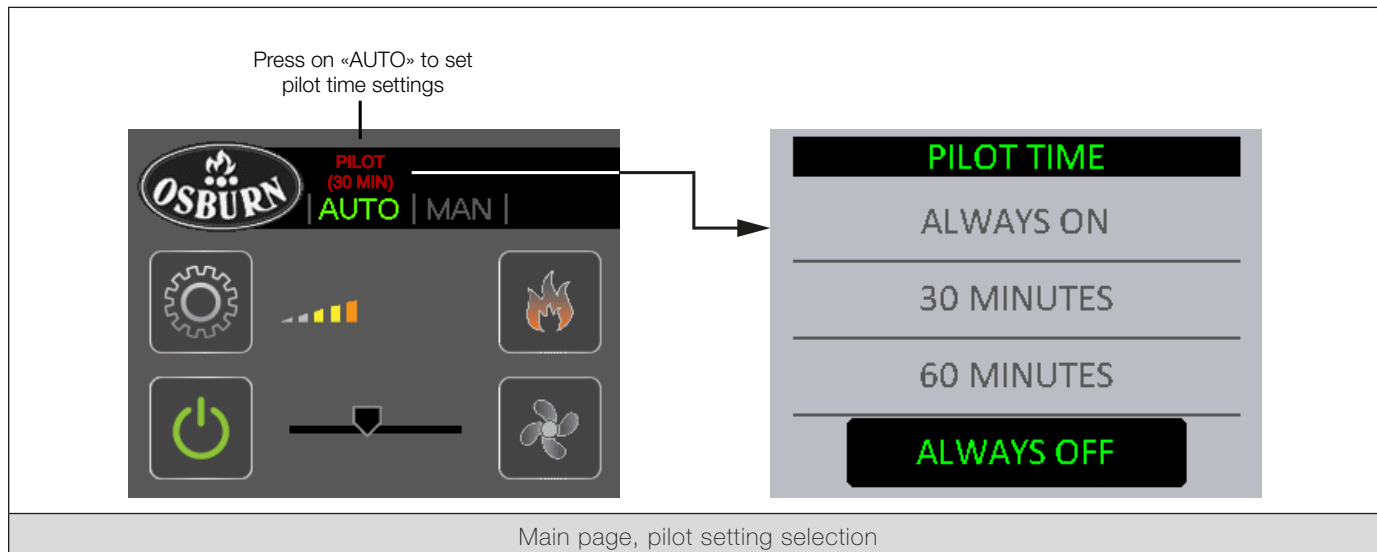 Press on «AUTO» to set
pilot time settings
OSBURN
PILOT
(30 MIN)
| AUTO | MAN |
PILOT TIME
ALWAYS ON
30 MINUTES
60 MINUTES
ALWAYS OFF
Main page, pilot setting selection